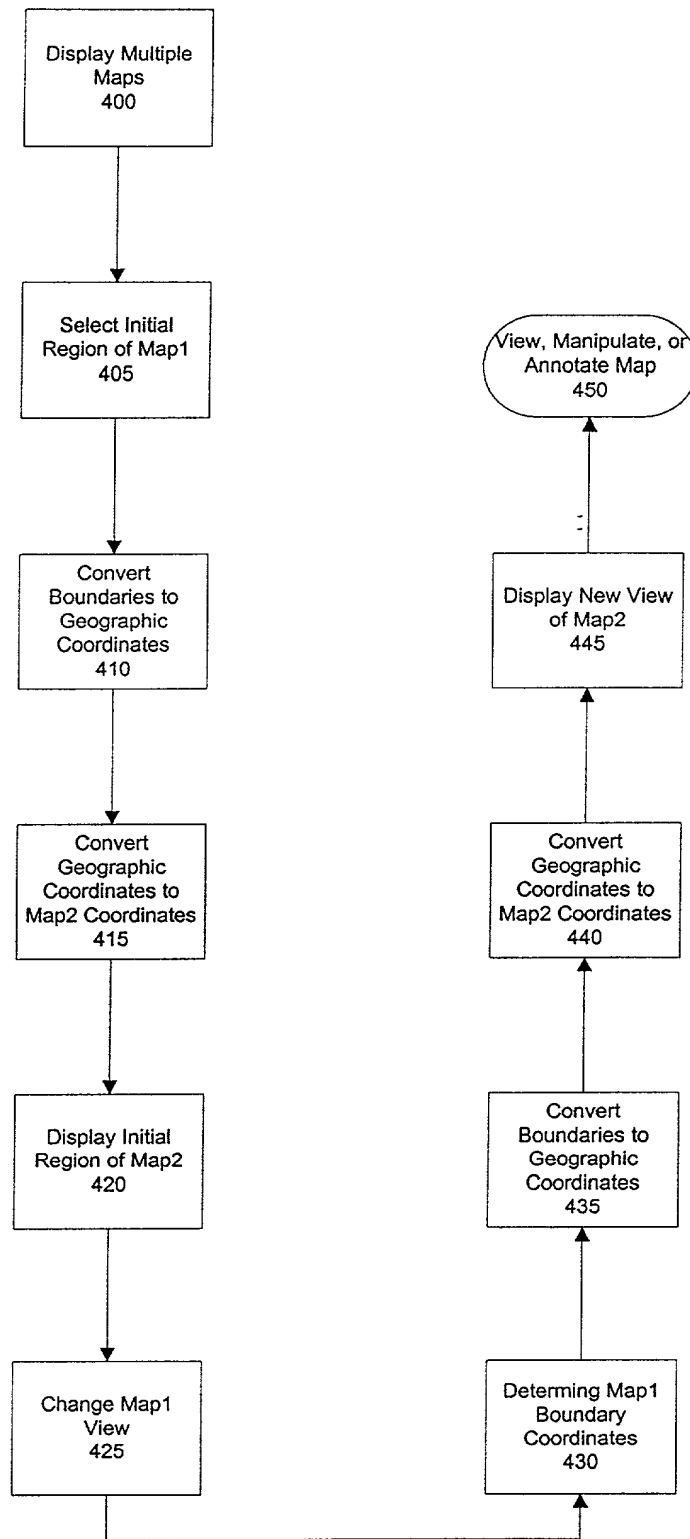 Display Multiple
Maps
400
Select Initial
Region of Map1
405
Convert
Boundaries to
Geographic
Coordinates
410
Convert
Geographic
Coordinates to
Map2 Coordinates
415
Display Initial
Region of Map2
420
Change Map1
View
425
Determing Map1
Boundary
Coordinates
430
Convert
Boundaries to
Geographic
Coordinates
435
Convert
Geographic
Coordinates to
Map2 Coordinates
440
Display New View
of Map2
445
View, Manipulate, or
Annotate Map
450